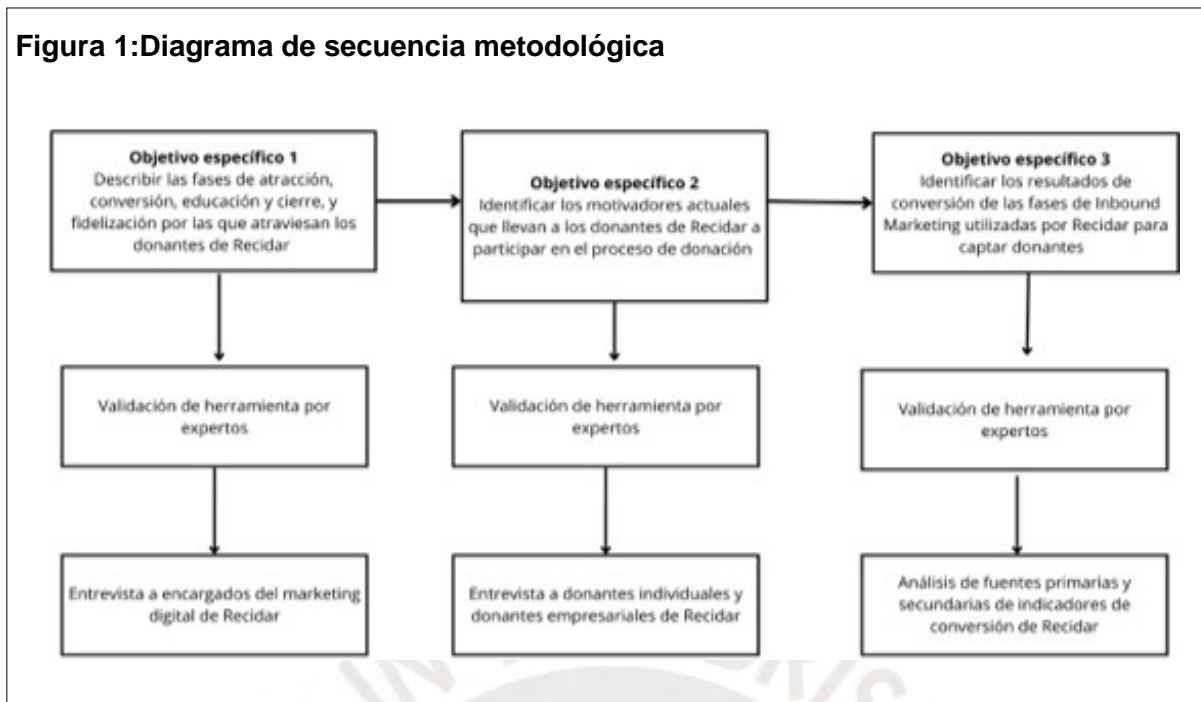 Figura 1:Diagrama de secuencia metodológica
Objetivo específico 1
Describir las fases de atracción,
conversión, educación y cierre, y
fidelización por las que atraviesan los
donantes de Recidar
Objetivo específico 2
Identificar los motivadores actuales
que llevan a los donantes de Recidar a
participar en el proceso de donación
Objetivo específico 3
Identificar los resultados de
conversión de las fases de Inbound
Marketing utilizadas por Recidar para
captar donantes
Validación de herramienta por
expertos
Validación de herramienta por
expertos
Validación de herramienta por
expertos
Entrevista a encargados del marketing
digital de Recidar
Entrevista a donantes individuales y
donantes empresariales de Recidar
Análisis de fuentes primarias y
secundarias de indicadores de
conversión de Recidar